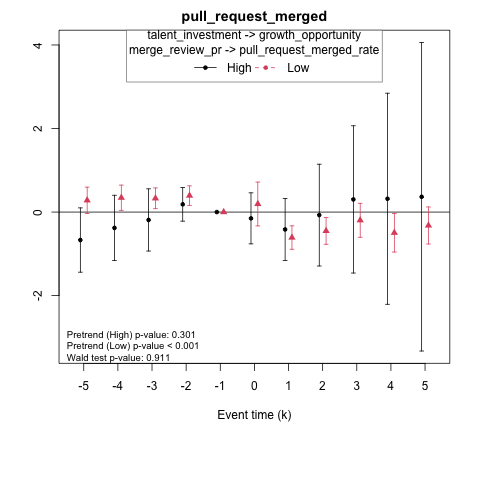 pull_request_merged
talent_investment -> growth_opportunity
merge_review_pr -> pull_request_merged_rate
High Low
4
2
0
-2
Pretrend (High) p-value: 0.301
Pretrend (Low) p-value < 0.001
Wald test p-value: 0.911
-5 -4 -3 -2 -1 0 1 2 3 4 5
Event time (k)